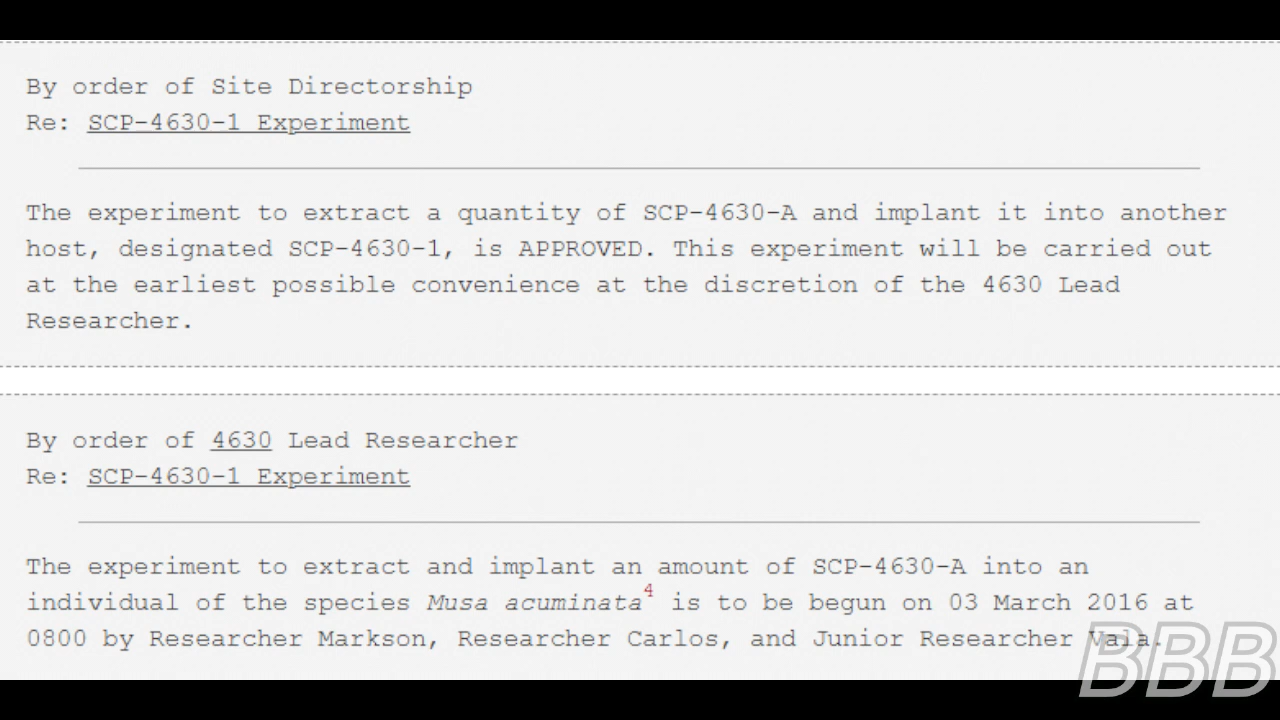 By order of Site Directorship
Re: SCP-4630-1 Experiment
The experiment to extract a quantity of SCP-4630-A and implant it into another
host, designated SCP-4630-1, is APPROVED. This experiment will be carried out
at the earliest possible convenience at the discretion of the 4630 Lead
Researcher.
By order of 4630 Lead Researcher
Re: SCP-4630-1 Experiment
The experiment to extract and implant an amount of SCP-4630-A into an
individual of the species Musa acuminata4 is to be begun on 03 March 2016 at
0800 by Researcher Markson, Researcher Carlos, and Junior Researcher Vala.
BBB